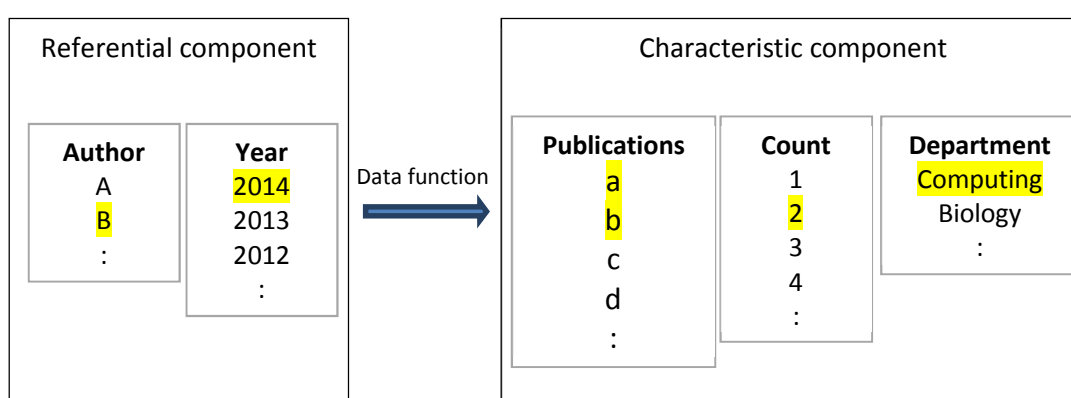 Referential component
Author
A
B
:
Year
2014
2013
2012
:
Data function
Characteristic component
Publications
a
b
c
d
:
Count
1
2
3
4
:
Department
Computing
Biology
: